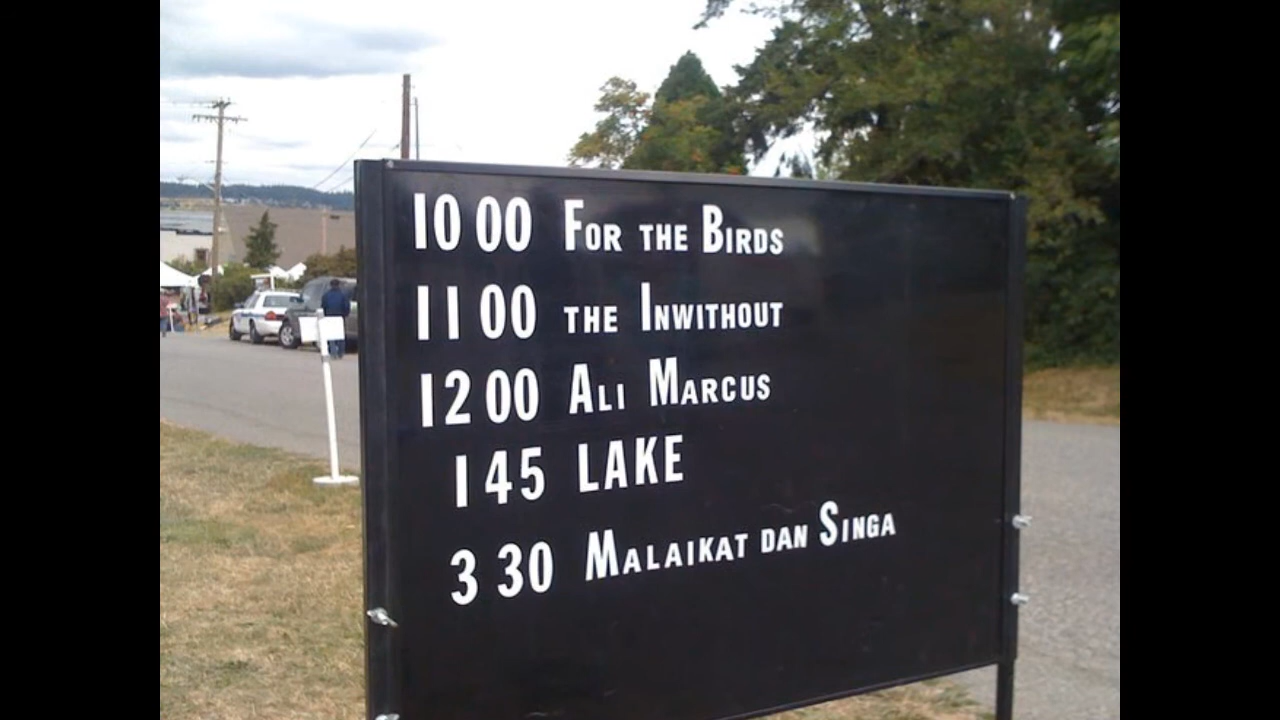 10 00 For the Birds
11 00 the Inwithout
12 00 Ali Marcus
1 45 LAKE
3 30 Malaikat dan Singa